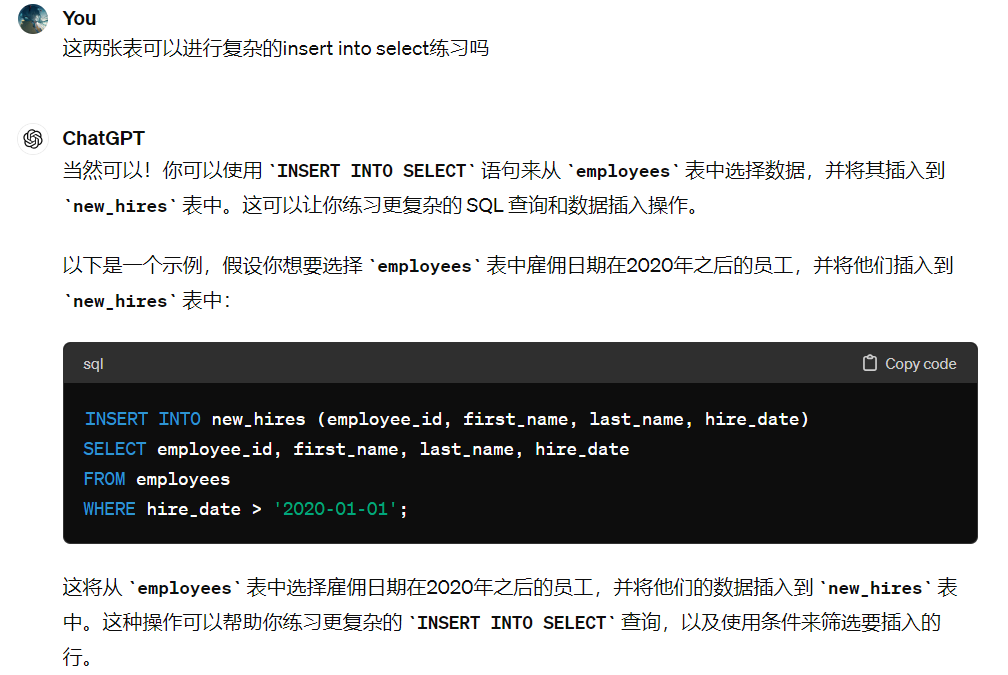 You
这两张表可以进行复杂的insert into select练习吗
ChatGPT
当然可以！你可以使用 `INSERT INTO SELECT` 语句来从 `employees` 表中选择数据，并将其插入到
`new_hires` 表中。这可以让你练习更复杂的 SQL 查询和数据插入操作。
以下是一个示例，假设你想要选择 `employees` 表中雇佣日期在2020年之后的员工，并将他们插入到
`new_hires` 表中：
sql
Copy code
INSERT INTO new_hires (employee_id, first_name, last_name, hire_date)
SELECT employee_id, first_name, last_name, hire_date
FROM employees
WHERE hire_date > '2020-01-01';
这将从 `employees` 表中选择雇佣日期在2020年之后的员工，并将他们的数据插入到 `new_hires` 表
中。这种操作可以帮助你练习更复杂的 `INSERT INTO SELECT` 查询，以及使用条件来筛选要插入的
行。